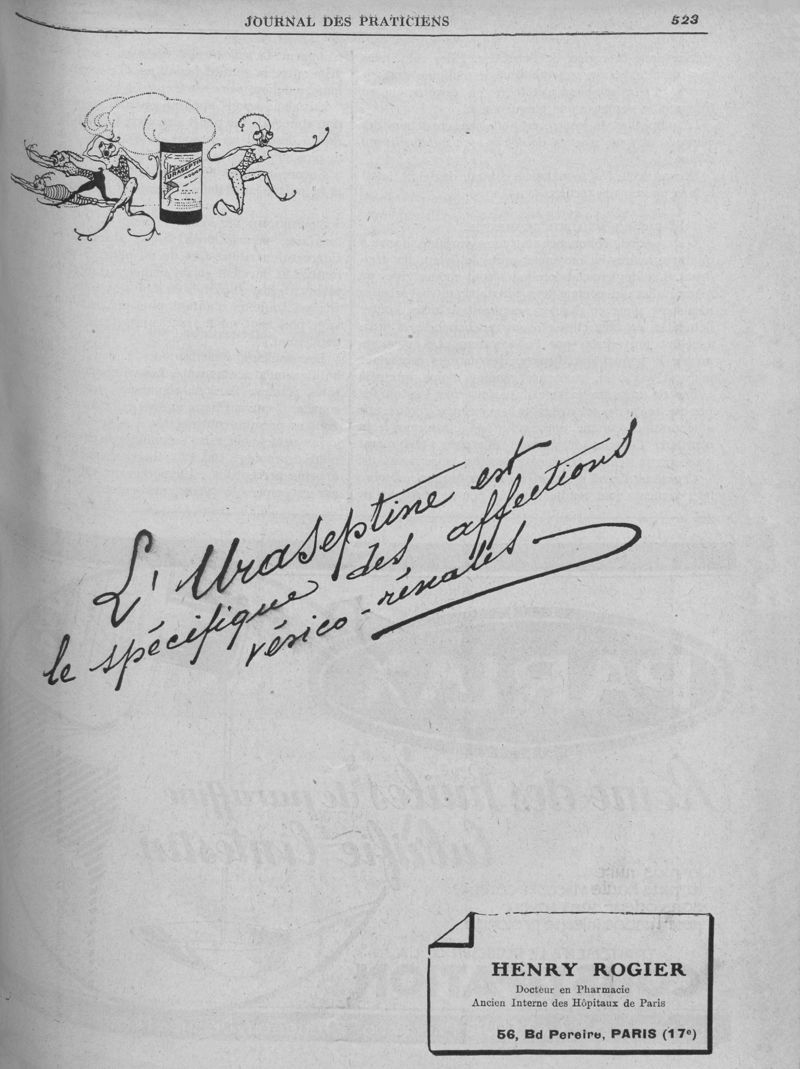 JOURNAL DES PRATICIENS 523
URASEPTINE
L'Uraseptine est
le spécifique des affections
vésico-rénales
HENRY ROGIER
Docteur en Pharmacie
Ancien Interne des Hôpitaux de Paris
56, Bd Pereire, PARIS (17e)